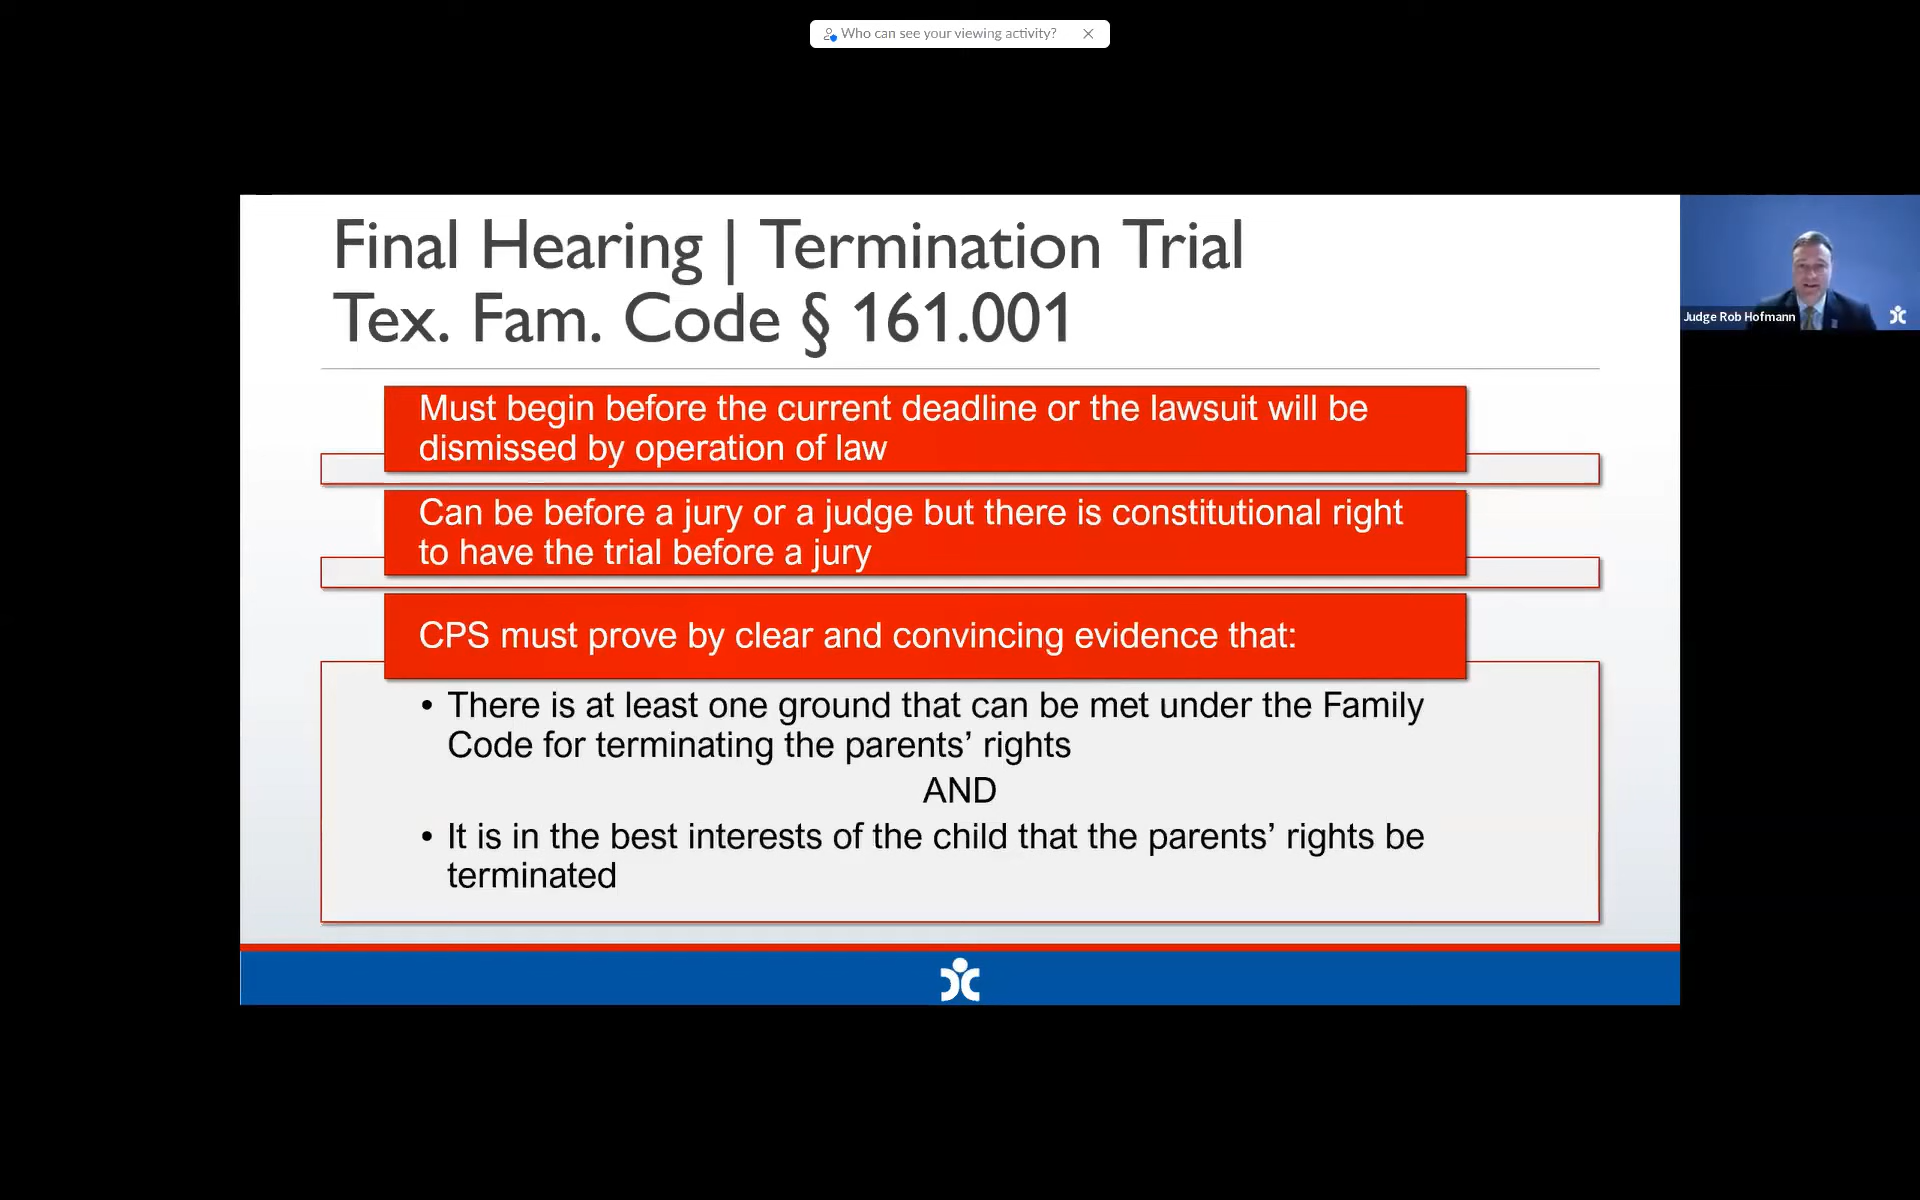 Who can see your viewing activity?
Final Hearing | Termination Trial
Tex. Fam. Code § 161.001
Judge Rob Hofmann
Must begin before the current deadline or the lawsuit will be
dismissed by operation of law
Can be before a jury or a judge but there is constitutional right
to have the trial before a jury
CPS must prove by clear and convincing evidence that:
• There is at least one ground that can be met under the Family
Code for terminating the parents’ rights
AND
• It is in the best interests of the child that the parents’ rights be
terminated